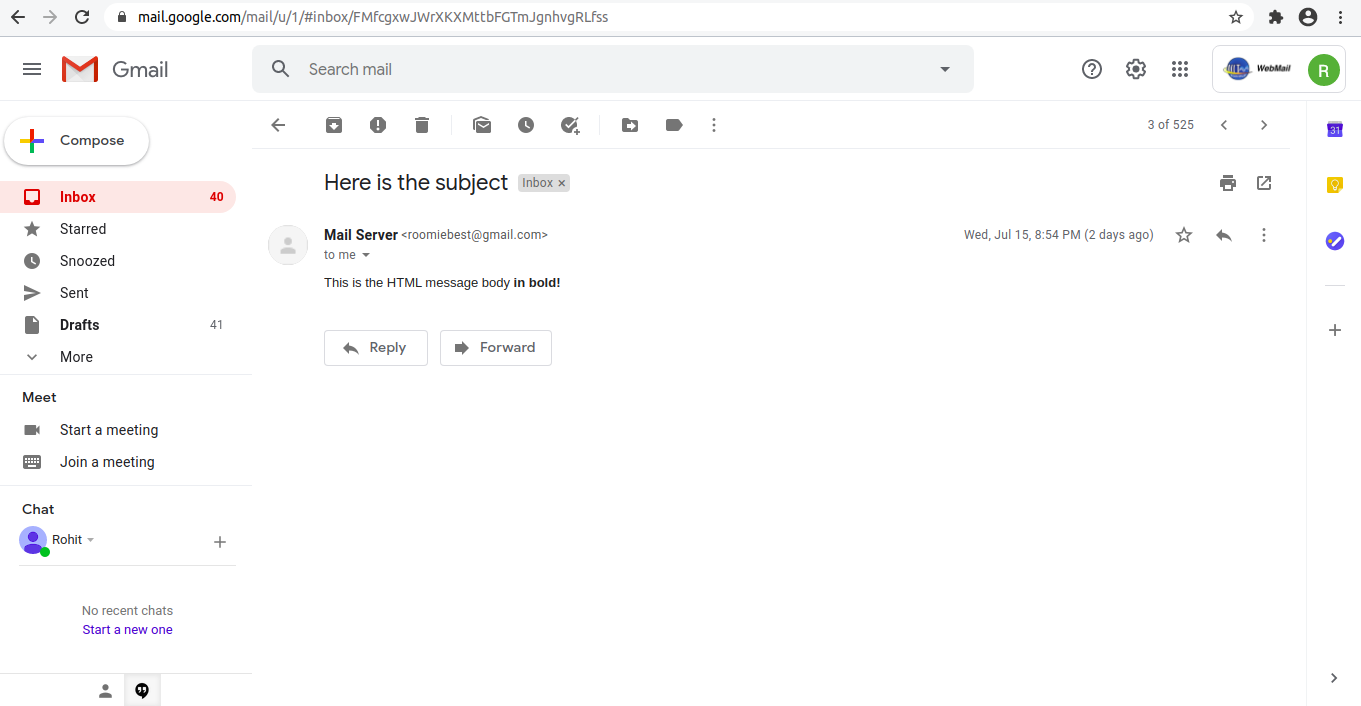 mail.google.com/mail/u/1/#inbox/FMfcgxwJWrXKXMttbFGTmJgnhvgRLfss
Gmail
Search mail
WebMail
R
Compose
3 of 525
31
Here is the subject
Inbox ×
Inbox 40
Starred
Mail Server <roomiebest@gmail.com>
Wed, Jul 15, 8:54 PM (2 days ago)
to me
Snoozed
This is the HTML message body in bold!
Sent
Drafts 41
More
Reply
Forward
Meet
Start a meeting
Join a meeting
Chat
Rohit
No recent chats
Start a new one